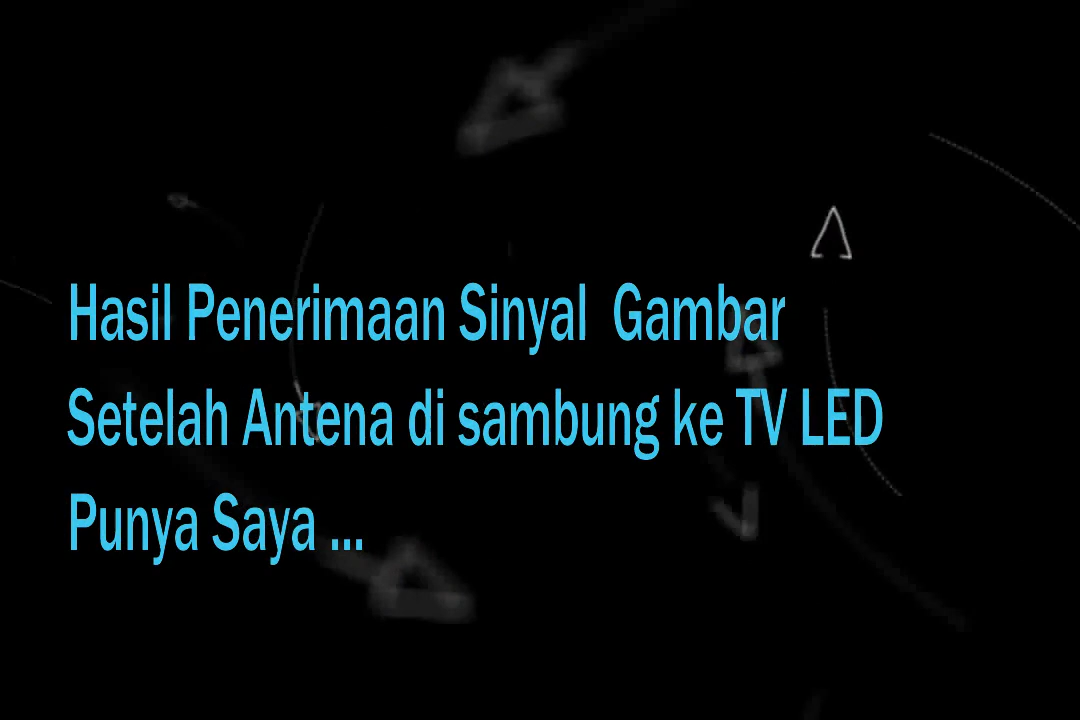 Hasil Penerimaan Sinyal Gambar
Setelah Antena di sambung ke TV LED
Punya Saya ...